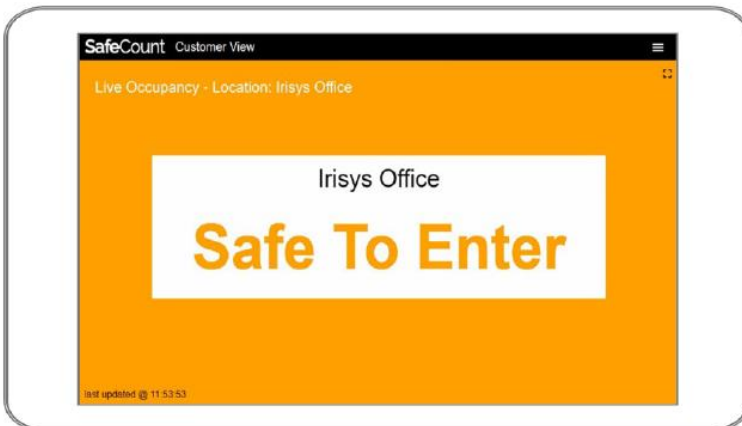 SafeCount Customer View
Live Occupancy - Location: Irisys Office
Irisys Office
Safe To Enter
last updated @ 11:53:53